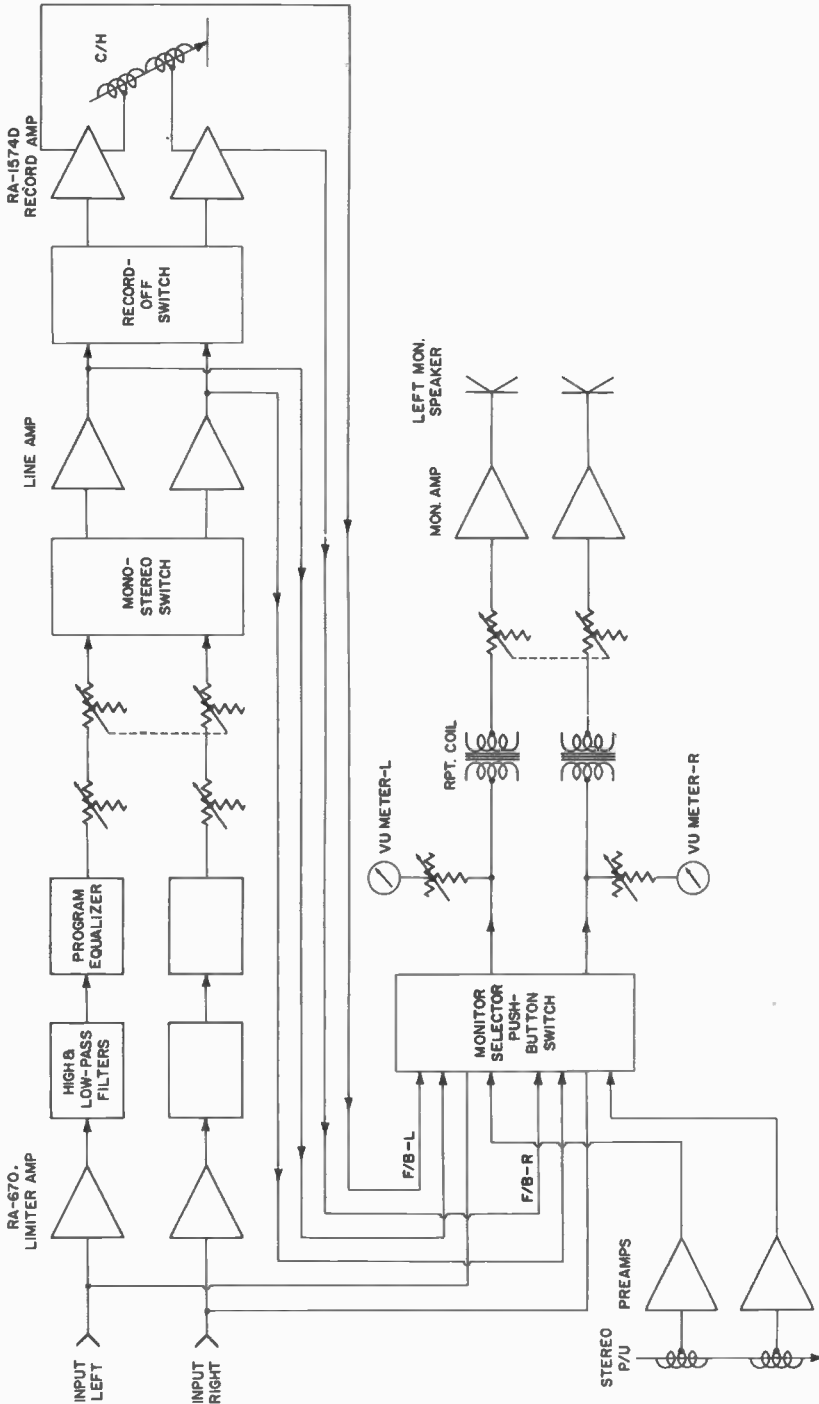 INPUT
LEFT
INPUT
RIGHT
RA-670.
LIMITER AMP
HIGH &
LOW-PASS
FILTERS
PROGRAM
EQUALIZER
MONO-
STEREO
SWITCH
LINE AMP
RECORD-
OFF
SWITCH
RA-1574D
RECORD AMP
C/H
STEREO
P/U
PREAMPS
F/B-L
F/B-R
MONITOR
SELECTOR
PUSH-
BUTTON
SWITCH
VU METER-L
VU METER-R
RPT. COIL
MON. AMP
LEFT MON.
SPEAKER